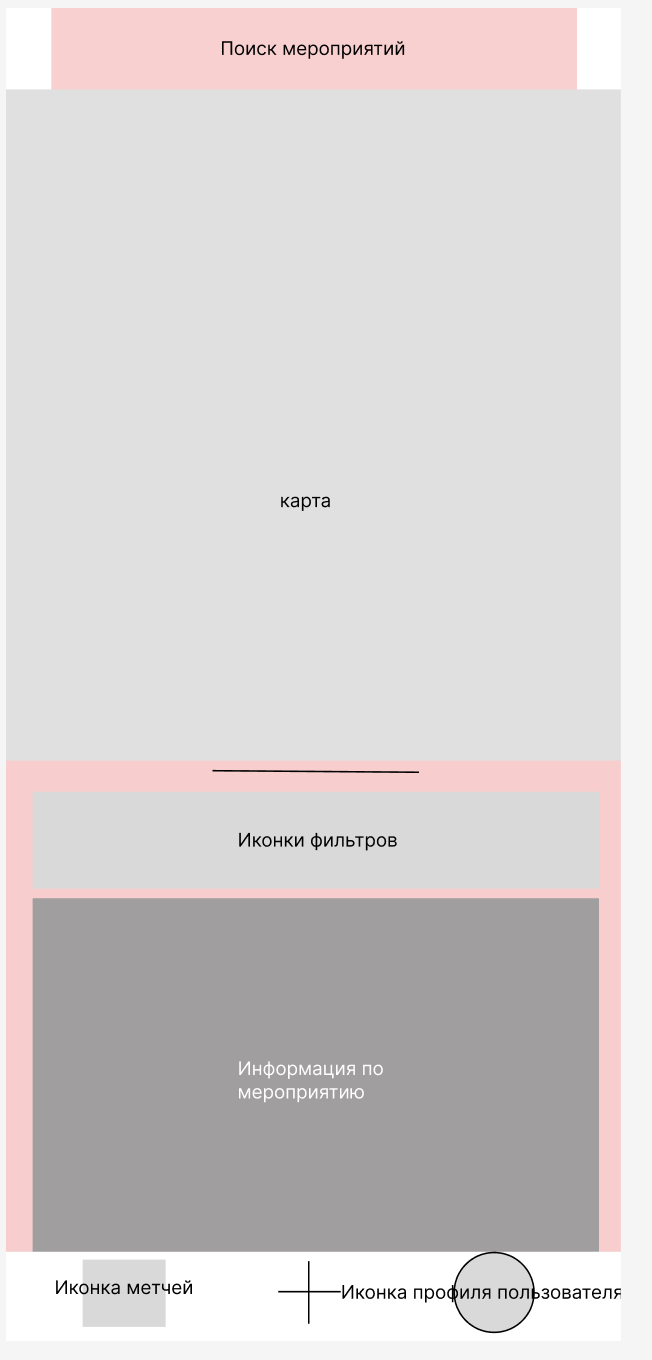 Поиск мероприятий
карта
Иконки фильтров
Информация по
мероприятию
Иконка метчей
Иконка профиля пользователя